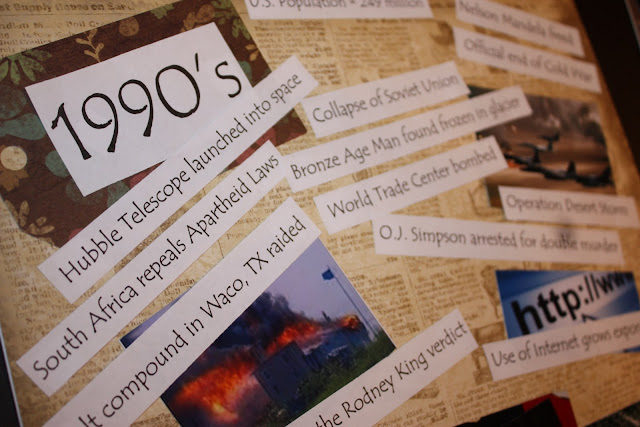 U.S. Population = 249 million
Nelson Mandela freed
Official end of Cold War
1990's
Hubble Telescope launched into space
Collapse of Soviet Union
Bronze Age Man found frozen in glacier
South Africa repeals Apartheid Laws
World Trade Center bombed
Operation Desert Storm
O.J. Simpson arrested for double murder
lt compound in Waco, TX raided
http://ww
the Rodney King verdict
Use of Internet grows expo